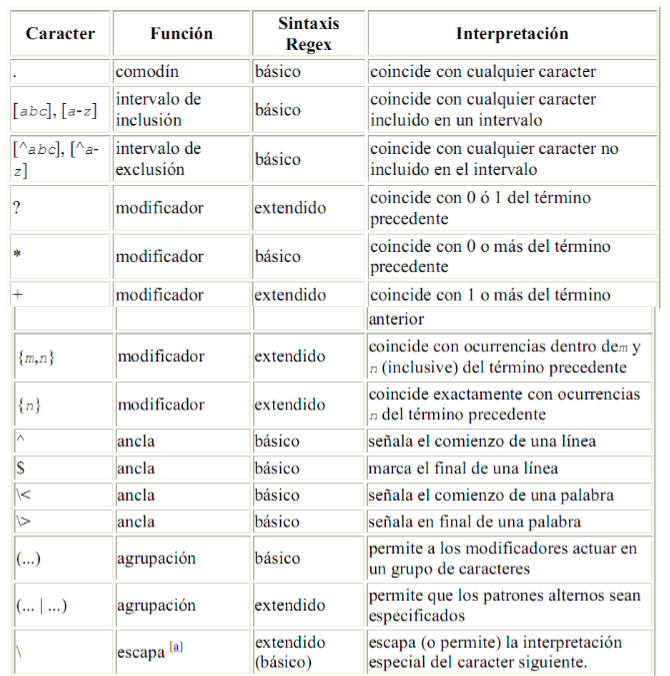 Caracter Función Sintaxis Regex Interpretación
. comodín básico coincide con cualquier caracter
[abc], [a-z] intervalo de inclusión básico coincide con cualquier caracter incluido en un intervalo
[^abc], [^a-z] intervalo de exclusión básico coincide con cualquier caracter no incluido en el intervalo
? modificador extendido coincide con 0 ó 1 del término precedente
* modificador básico coincide con 0 o más del término precedente
+ modificador extendido coincide con 1 o más del término
anterior
{m,n} modificador extendido coincide con ocurrencias dentro dem y n (inclusive) del término precedente
{n} modificador extendido coincide exactamente con ocurrencias n del término precedente
^ ancla básico señala el comienzo de una línea
$ ancla básico marca el final de una línea
\< ancla básico señala el comienzo de una palabra
\> ancla básico señala en final de una palabra
(...) agrupación básico permite a los modificadores actuar en un grupo de caracteres
(... | ...) agrupación extendido permite que los patrones alternos sean especificados
\ escapa [a] extendido (básico) escapa (o permite) la interpretación especial del caracter siguiente.